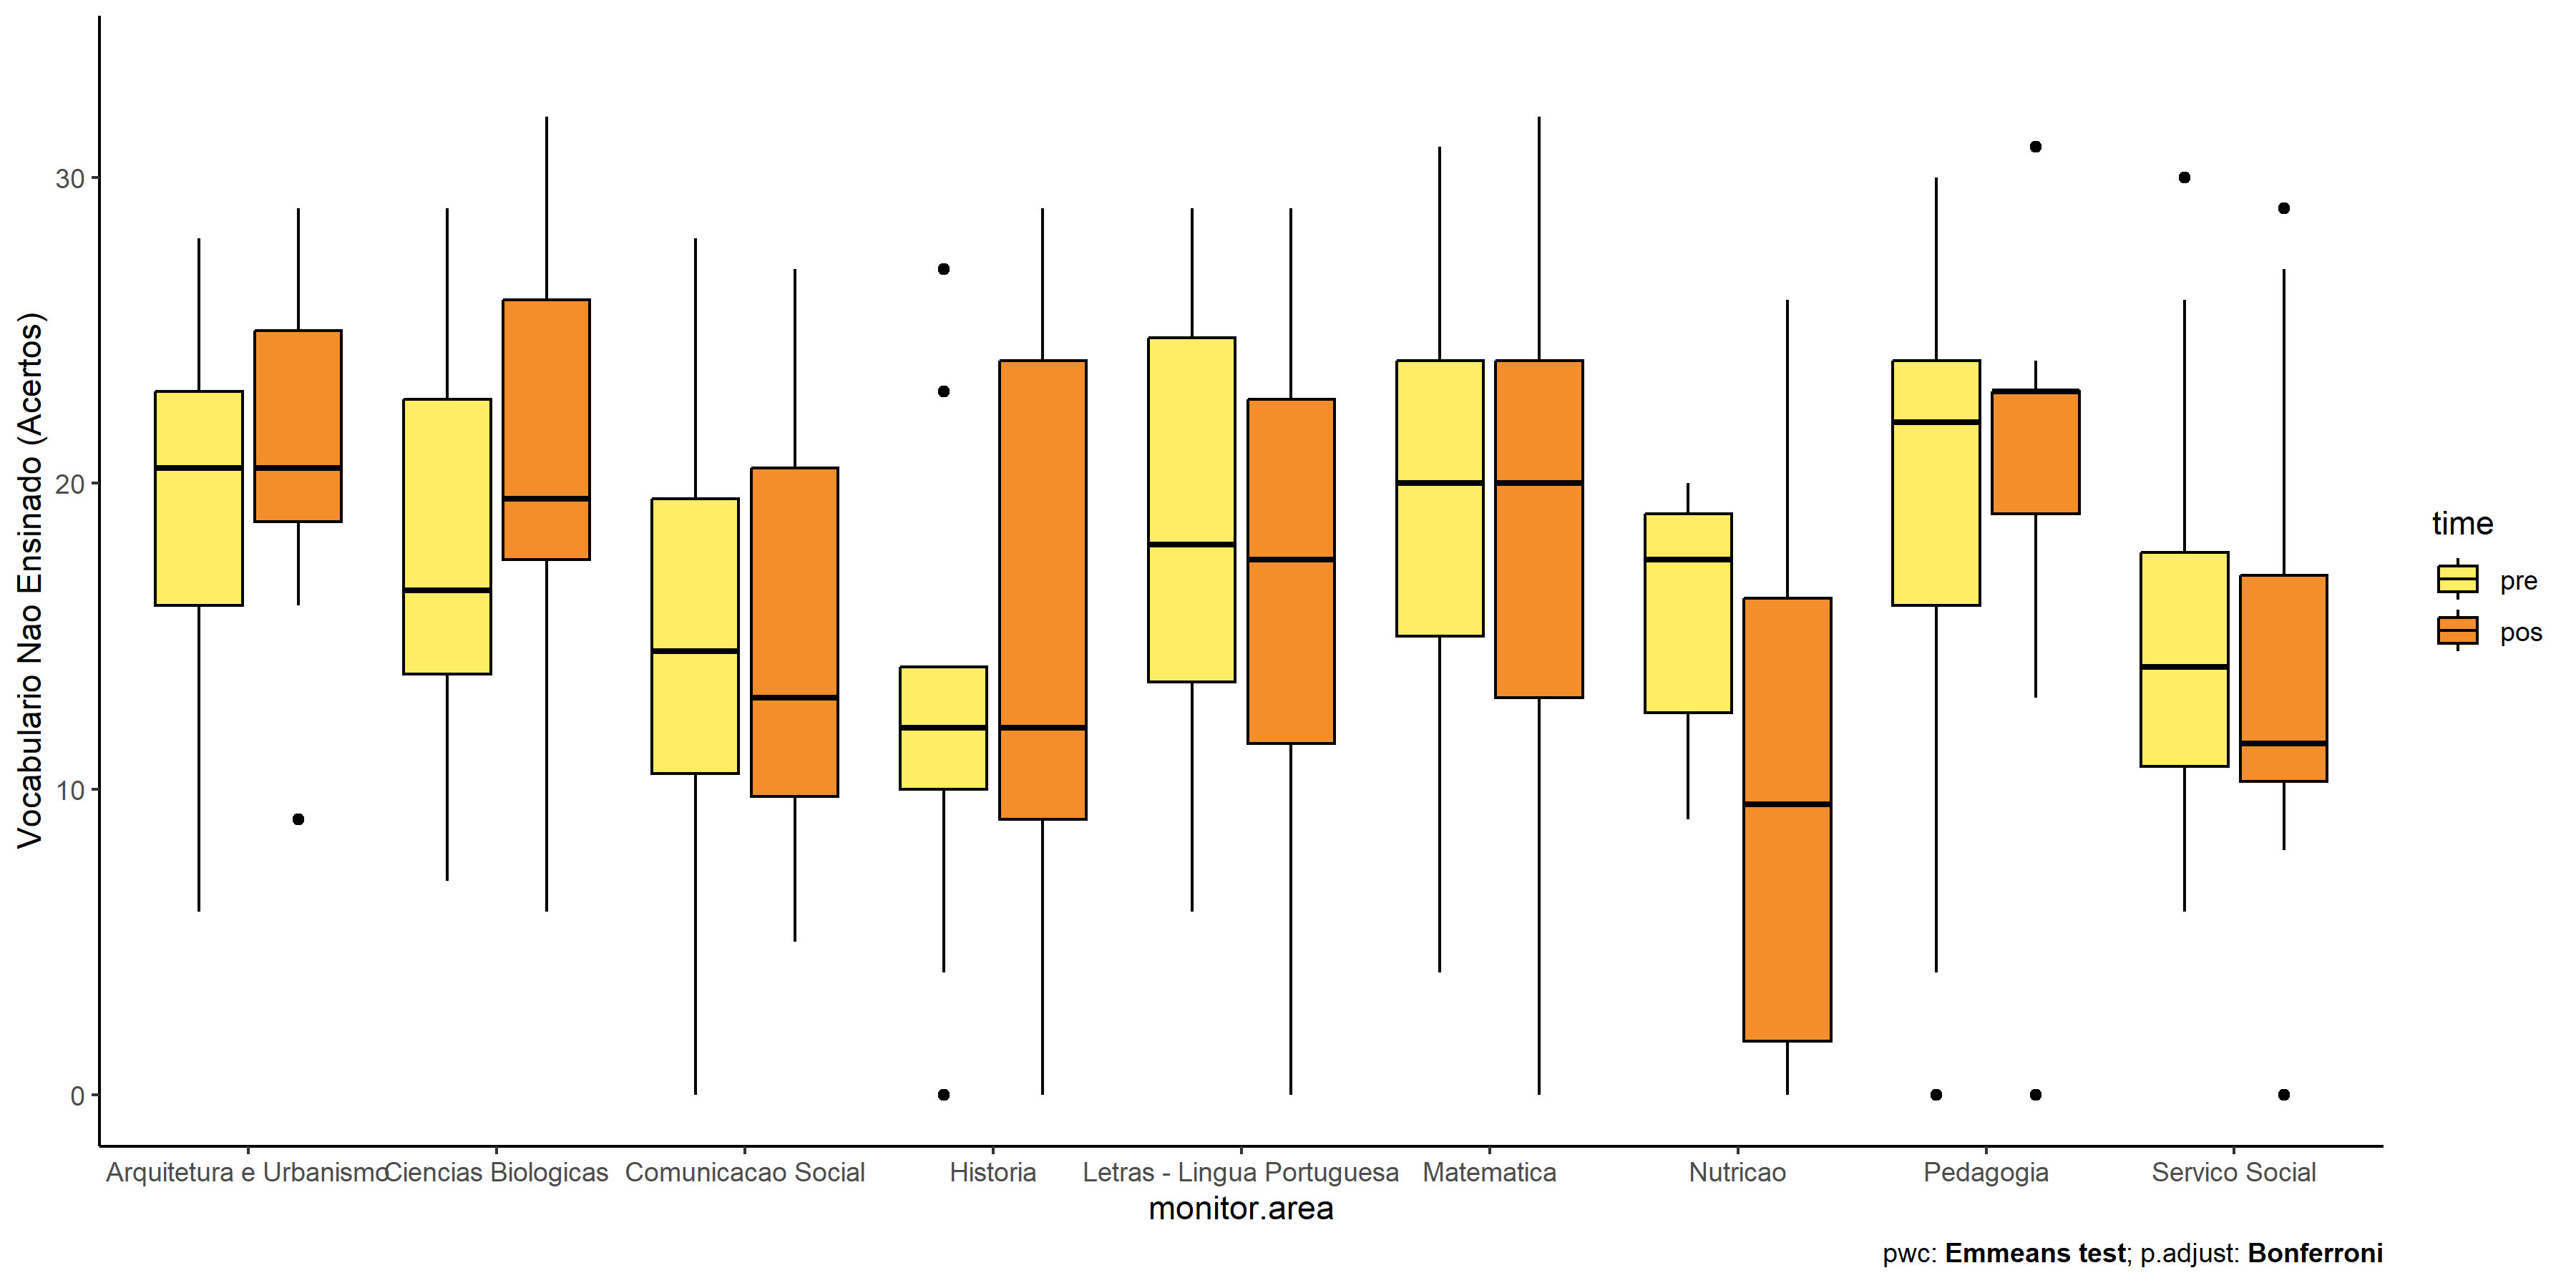 Vocabulario Nao Ensinado (Acertos)
30
20
10
0
Arquitetura e Urbanismo
Ciencias Biologicas
Comunicacao Social
Historia
Letras - Lingua Portuguesa
Matematica
Nutricao
Pedagogia
Servico Social
monitor.area
time
pre
pos
pwc: Emmeans test; p.adjust: Bonferroni